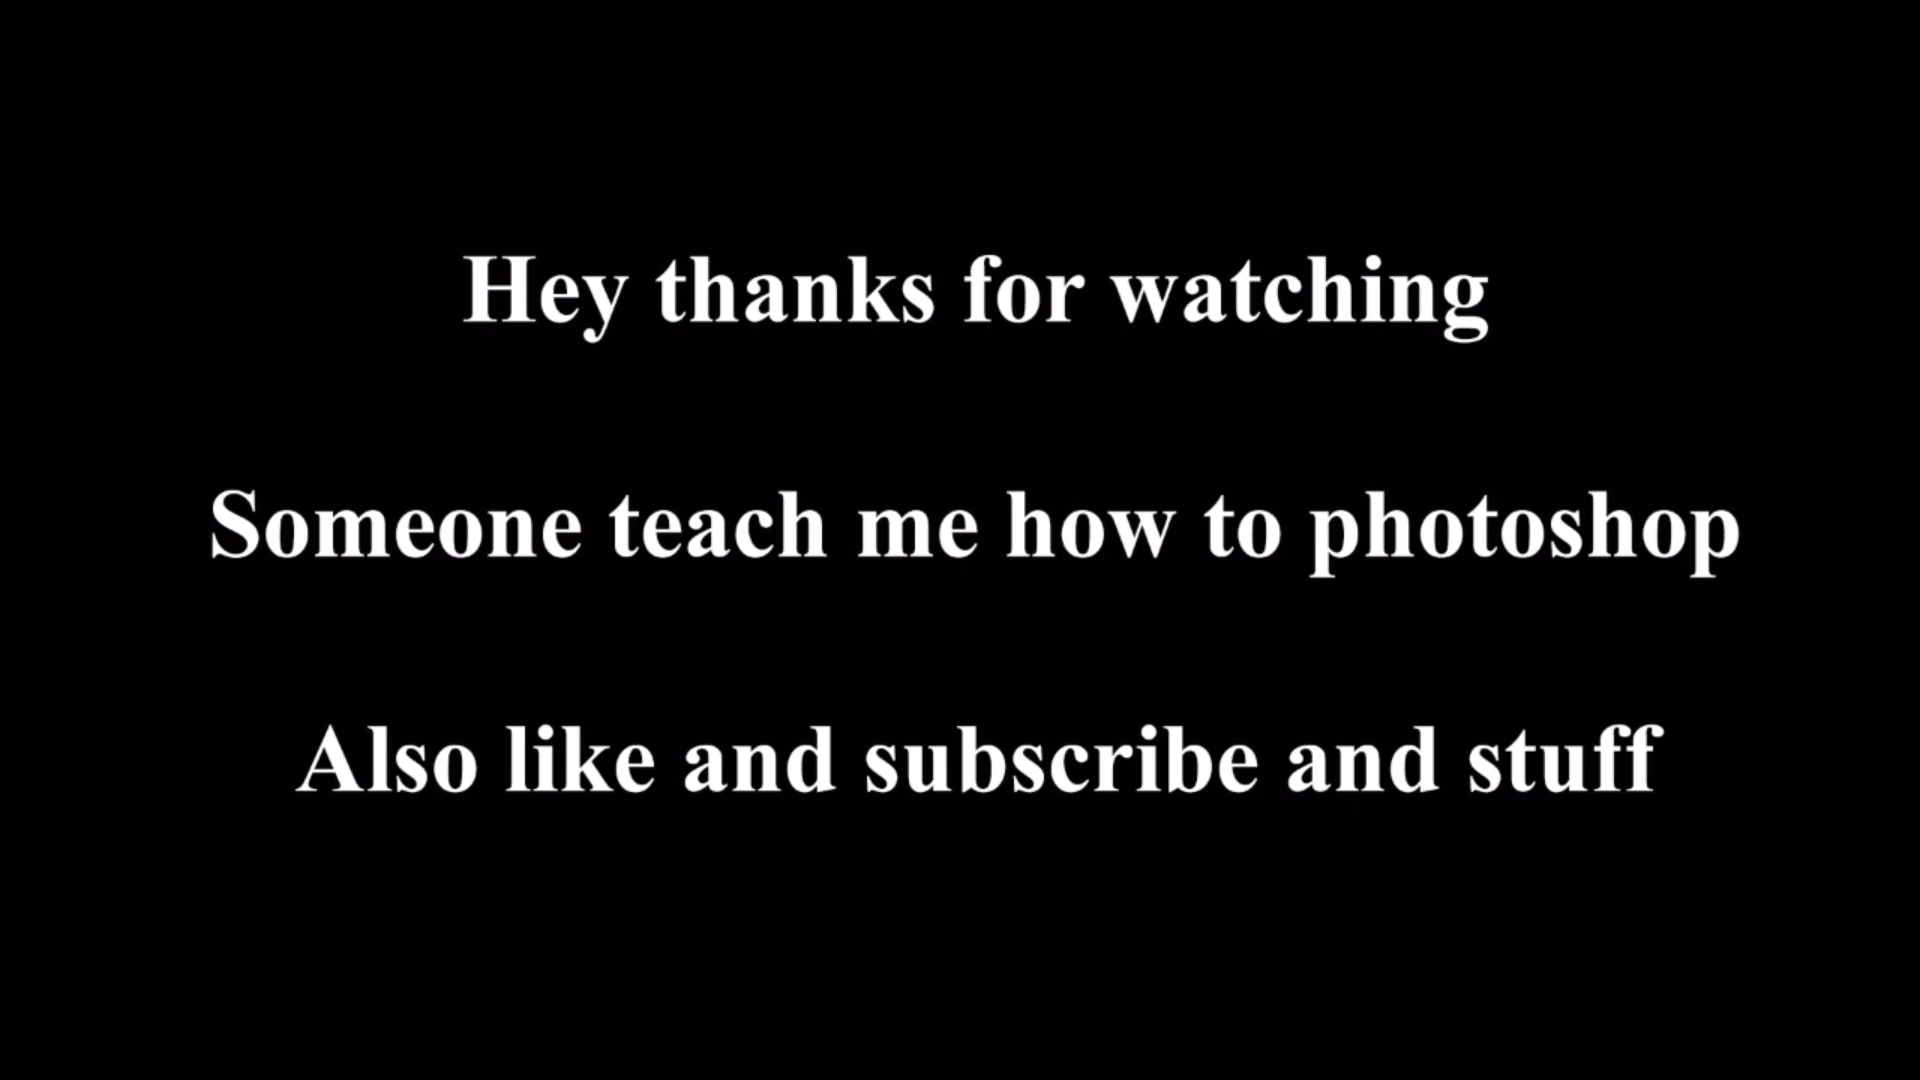 Hey thanks for watching
Someone teach me how to photoshop
Also like and subscribe and stuff